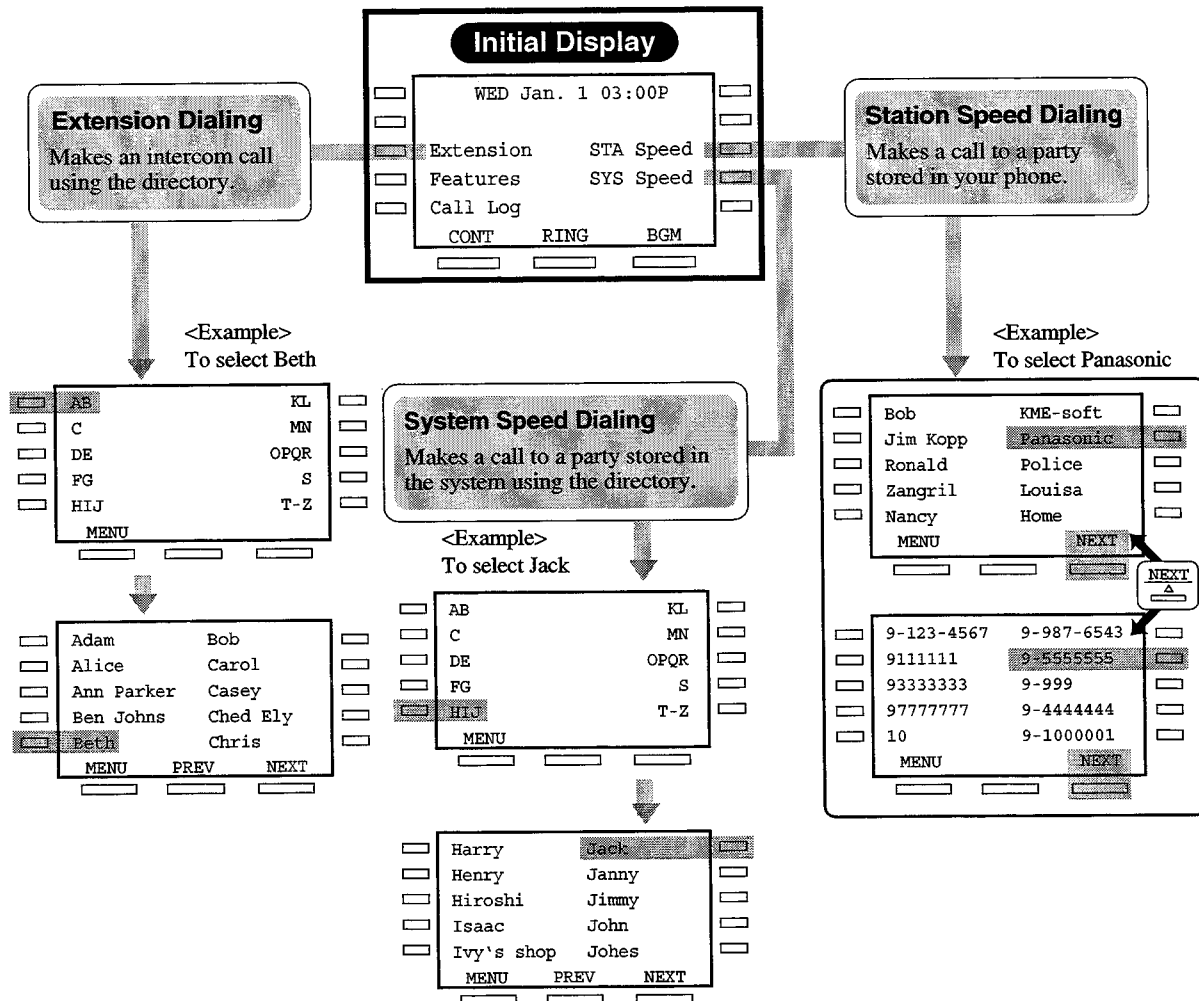 Initial Display
WED Jan. 1 03:00P
Extension STA Speed
Features SYS Speed
Call Log
CONT RING BGM
Extension Dialing
Makes an intercom call
using the directory.
Station Speed Dialing
Makes a call to a party
stored in your phone.
<Example>
To select Beth
AB KL
C MN
DE OPQR
FG S
HIJ T-Z
MENU
Adam Bob
Alice Carol
Ann Parker Casey
Ben Johns Ched Ely
Beth Chris
MENU PREV NEXT
System Speed Dialing
Makes a call to a party stored in
the system using the directory.
<Example>
To select Jack
AB KL
C MN
DE OPQR
FG S
HIJ T-Z
MENU
Harry Jack
Henry Janny
Hiroshi Jimmy
Isaac John
Ivy's shop Johes
MENU PREV NEXT
<Example>
To select Panasonic
Bob KME-soft
Jim Kopp Panasonic
Ronald Police
Zangril Louisa
Nancy Home
MENU NEXT
NEXT
9-123-4567 9-987-6543
9111111 9-5555555
93333333 9-999
97777777 9-4444444
10 9-1000001
MENU NEXT